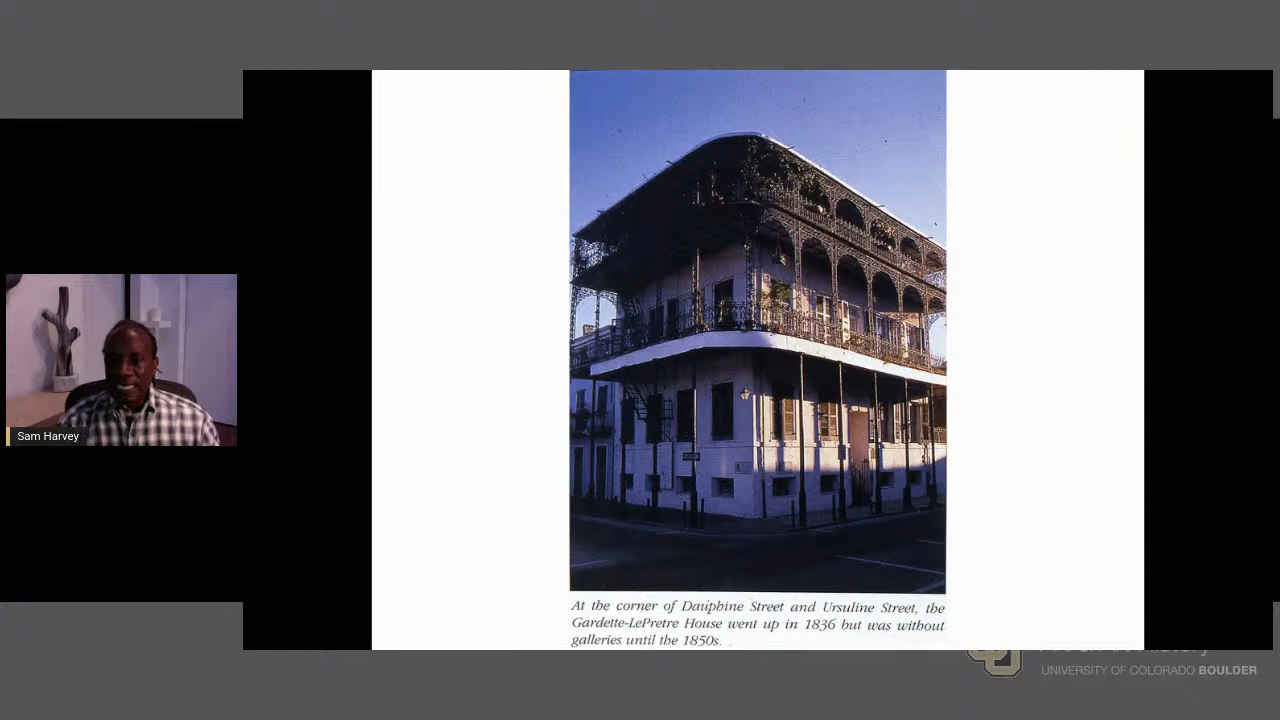 Sam Harvey
At the corner of Dauphine Street and Ursuline Street, the
Gardette-LePretre House went up in 1836 but was without
galleries until the 1850s.
UNIVERSITY OF COLORADO BOULDER